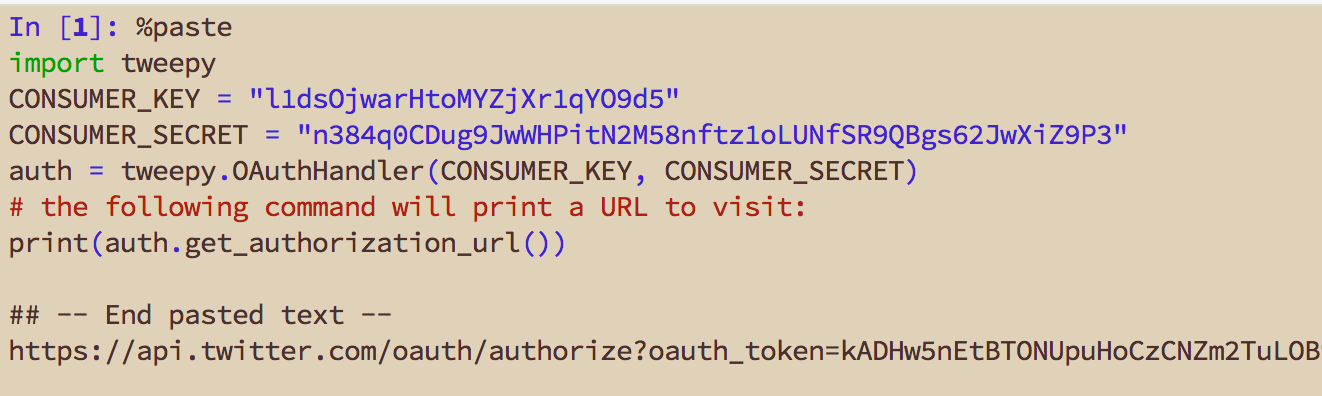 In [1]: %paste
import tweepy
CONSUMER_KEY = "l1dsOjwarHtoMYZjXr1qYO9d5"
CONSUMER_SECRET = "n384q0CDug9JwWHPitN2M58nftz1oLUNfSR9QBgs62JwXiZ9P3"
auth = tweepy.OAuthHandler(CONSUMER_KEY, CONSUMER_SECRET)
# the following command will print a URL to visit:
print(auth.get_authorization_url())
## -- End pasted text --
https://api.twitter.com/oauth/authorize?oauth_token=kADHw5nEtBTONUpuHoCzCNZm2TuLOB